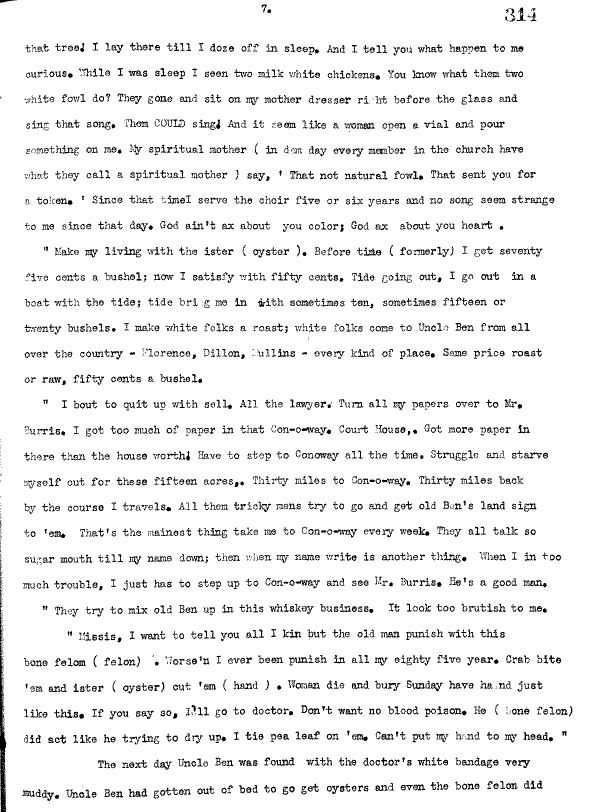 7.
314
that tree! I lay there till I doze off in sleep. And I tell you what happen to me
curious. While I was sleep I seen two milk white chickens. You know what them two
white fowl do? They gone and sit on my mother dresser right before the glass and
sing that song. Them COULD sing! And it seem like a woman open a vial and pour
something on me. My spiritual mother ( in dem day every member in the church have
what they call a spiritual mother ) say, ' That not natural fowl. That sent you for
a token. ' Since that timeI serve the choir five or six years and no song seem strange
to me since that day. God ain't ax about you color; God ax about you heart .
" Make my living with the ister ( oyster ). Before time ( formerly) I get seventy
five cents a bushel; now I satisfy with fifty cents. Tide going out, I go out in a
boat with the tide; tide bring me in with sometimes ten, sometimes fifteen or
twenty bushels. I make white folks a roast; white folks come to Uncle Ben from all
over the country - Florence, Dillon, Mullins - every kind of place. Same price roast
or raw, fifty cents a bushel.
" I bout to quit up with sell. All the lawyer. Turn all my papers over to Mr.
Burris. I got too much of paper in that Con-o-way. Court House,. Got more paper in
there than the house worth! Have to step to Conoway all the time. Struggle and starve
myself out for these fifteen acres,. Thirty miles to Con-o-way. Thirty miles back
by the course I travels. All them tricky mens try to go and get old Ben's land sign
to 'em. That's the mainest thing take me to Con-o-way every week. They all talk so
sugar mouth till my name down; then when my name write is another thing. When I in too
much trouble, I just has to step up to Con-o-way and see Mr. Burris. He's a good man.
" They try to mix old Ben up in this whiskey business. It look too brutish to me.
" Missis, I want to tell you all I kin but the old man punish with this
bone felom ( felon) '. Worse'n I ever been punish in all my eighty five year. Crab bite
'em and ister ( oyster) cut 'em ( hand ) . Woman die and bury Sunday have hand just
like this. If you say so, I'll go to doctor. Don't want no blood poison. He ( bone felon)
did act like he trying to dry up. I tie pea leaf on 'em. Can't put my hand to my head. "
The next day Uncle Ben was found with the doctor's white bandage very
muddy. Uncle Ben had gotten out of bed to go get oysters and even the bone felon did